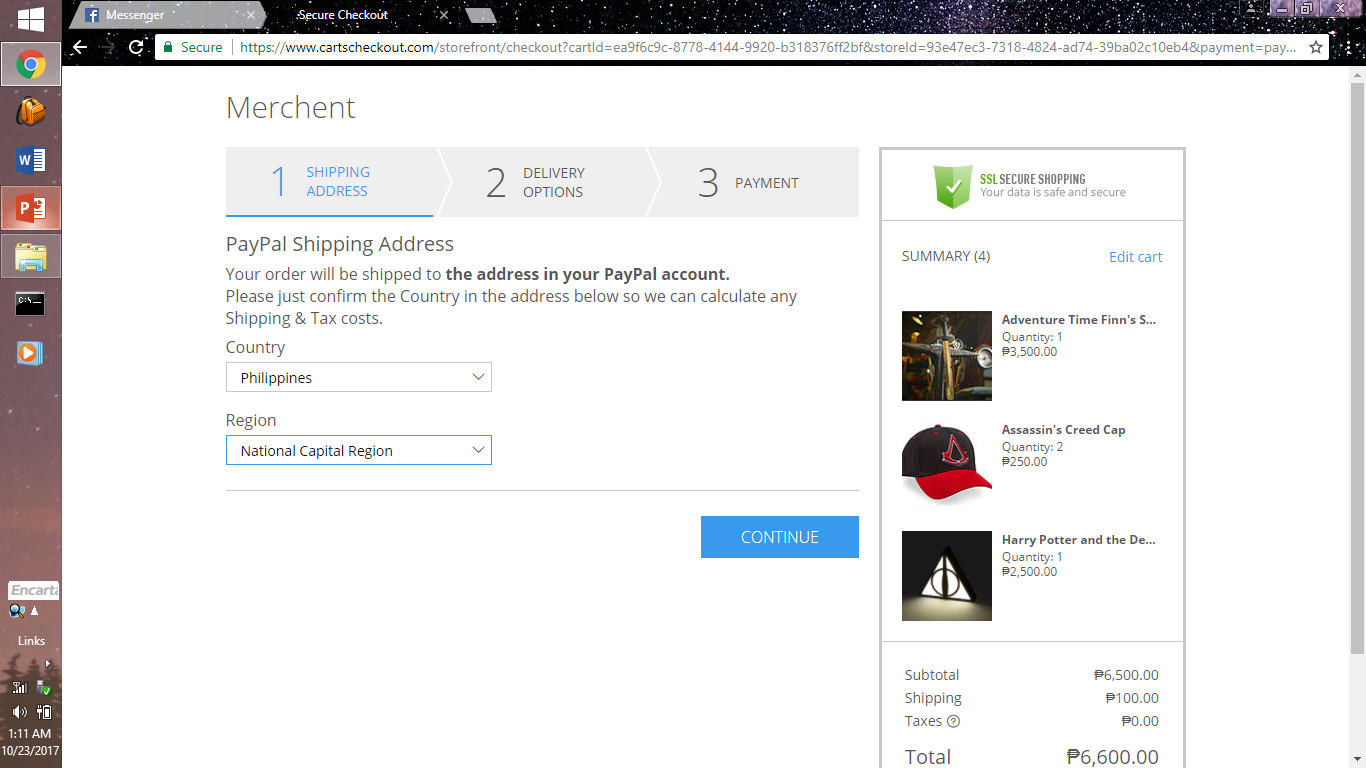 Messenger
Secure Checkout
Secure
https://www.cartscheckout.com/storefront/checkout?cartId=ea9f6c9c-8778-4144-9920-b318376ff2bf&storeId=93e47ec3-7318-4824-ad74-39ba02c10eb4&payment=pay...
Merchent
1 SHIPPING
ADDRESS
2 DELIVERY
OPTIONS
3 PAYMENT
PayPal Shipping Address
Your order will be shipped to the address in your PayPal account.
Please just confirm the Country in the address below so we can calculate any
Shipping & Tax costs.
Country
Philippines
Region
National Capital Region
CONTINUE
SSL SECURE SHOPPING
Your data is safe and secure
SUMMARY (4)
Edit cart
Adventure Time Finn's S...
Quantity: 1
₱3,500.00
Assassin's Creed Cap
Quantity: 2
₱250.00
Harry Potter and the De...
Quantity: 1
₱2,500.00
Subtotal ₱6,500.00
Shipping ₱100.00
Taxes ? ₱0.00
Total ₱6,600.00
Encarta
Links
1:11 AM
10/23/2017